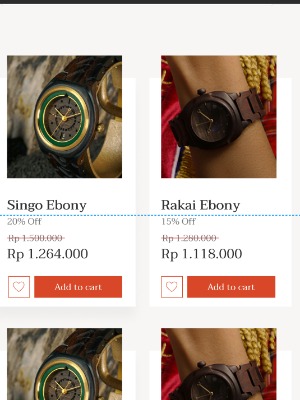 Singo Ebony
20% Off
Rp 1.500.000
Rp 1.264.000
Add to cart
Rakai Ebony
15% Off
Rp 1.280.000
Rp 1.118.000
Add to cart